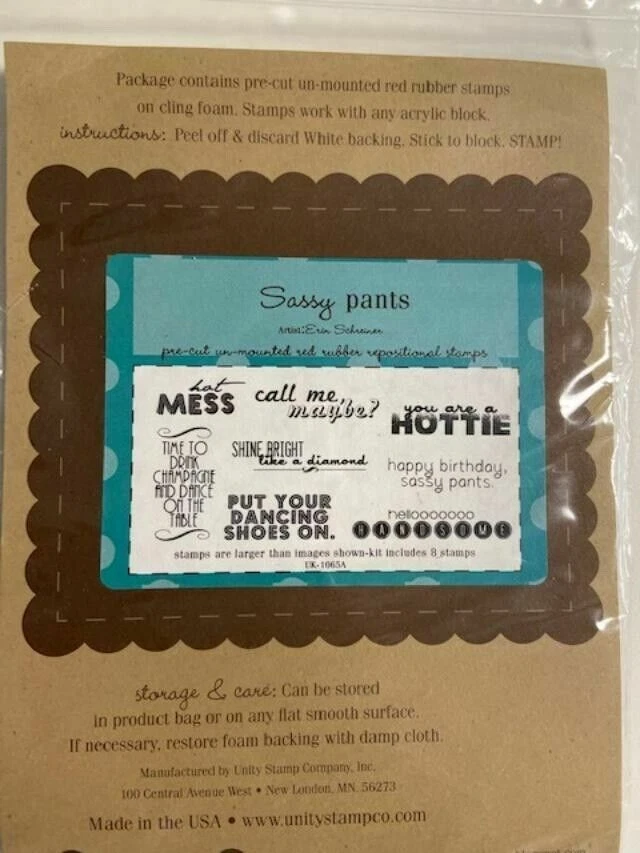 Package contains pre-cut un-mounted red rubber stamps
on cling foam. Stamps work with any acrylic block.
instructions: Peel off & discard White backing. Stick to block. STAMP!
Sassy pants
Artist: Erin Schreiner
pre-cut un-mounted red rubber repositional stamps
hot
MESS
call me,
maybe?
you are a
HOTTIE
TIME TO
DRINK
CHAMPAGNE
AND DANCE
ON THE
TABLE
SHINE BRIGHT
like a diamond
happy birthday,
sassy pants.
PUT YOUR
DANCING
SHOES ON.
hellooooooo
HANDSOME
stamps are larger than images shown-kit includes 8 stamps
UK-1065A
storage & care: Can be stored
in product bag or on any flat smooth surface.
If necessary, restore foam backing with damp cloth.
Manufactured by Unity Stamp Company, Inc.
100 Central Avenue West • New London, MN. 56273
Made in the USA • www.unitystampco.com